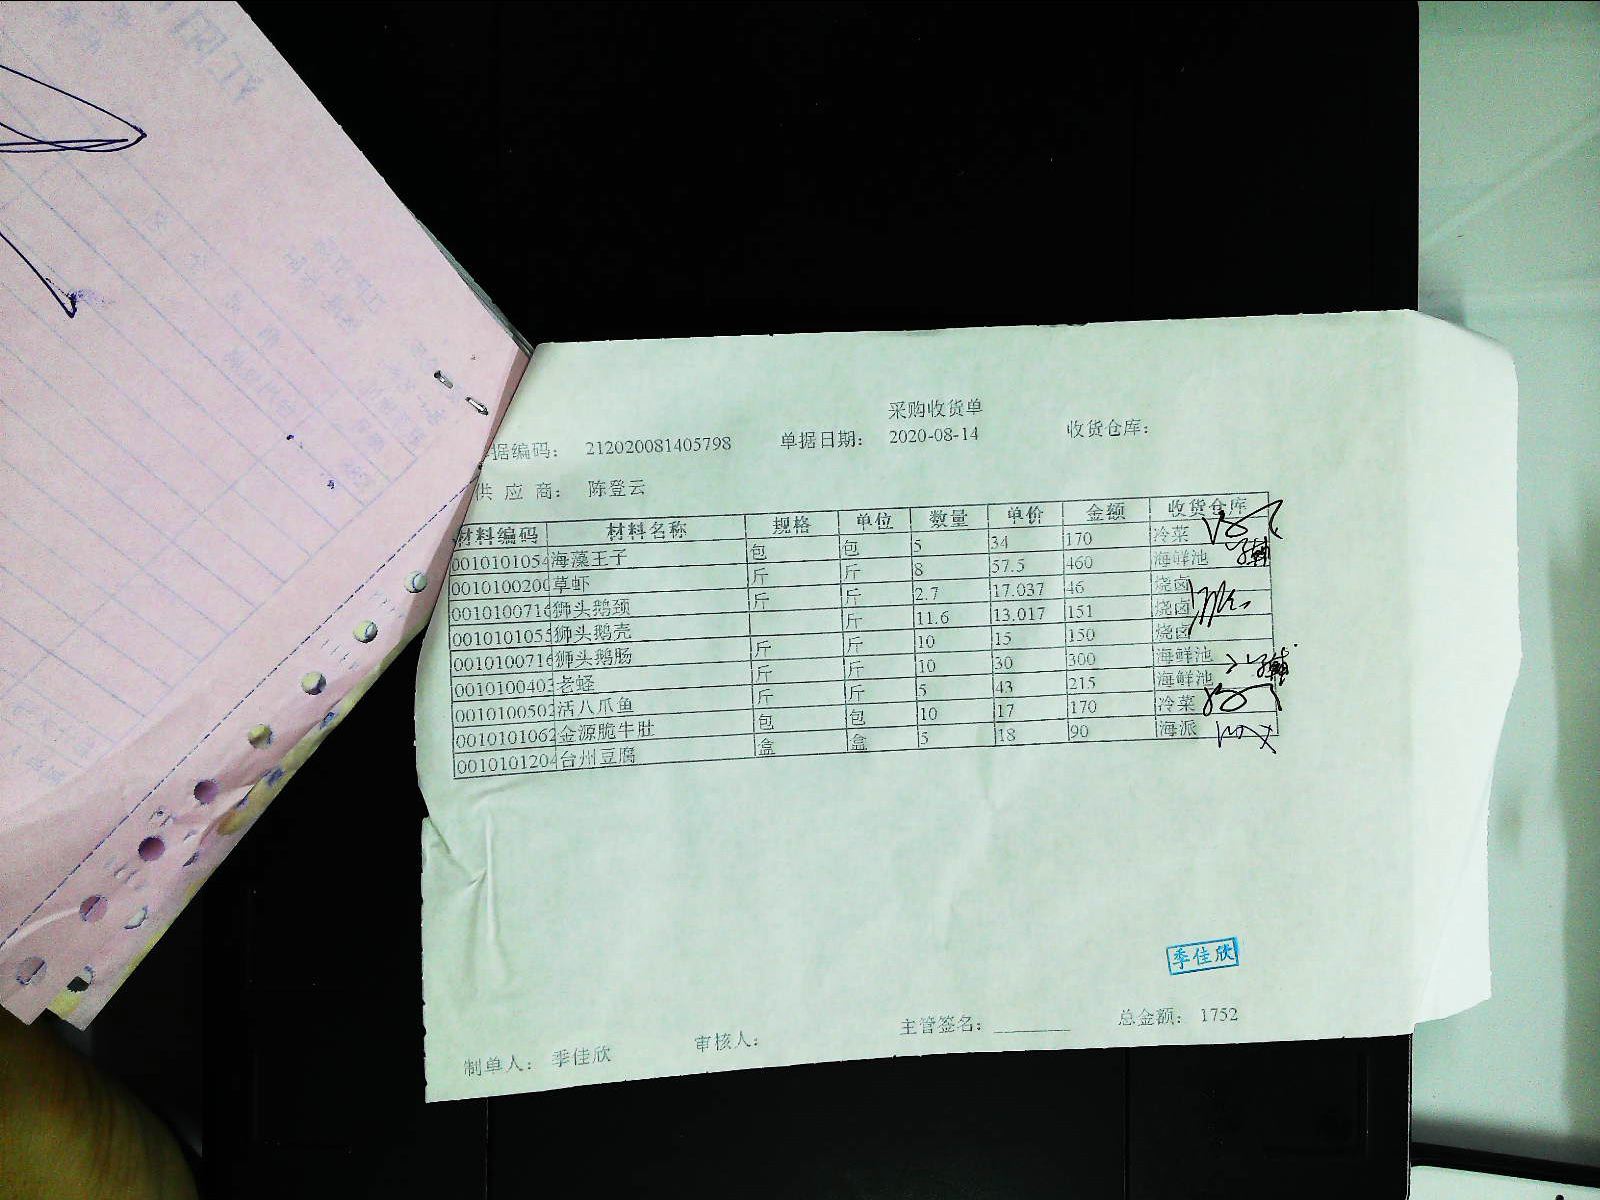 采购收货单
据编码： 212020081405798 单据日期： 2020-08-14 收货仓库：
供 应 商： 陈登云
材料编码 材料名称 规格 单位 数量 单价 金额 收货仓库
0010101054 海藻王子 包 包 5 34 170 冷菜
0010100200 草虾 斤 斤 8 57.5 460 海鲜池
0010100716 狮头鹅颈 斤 斤 2.7 17.037 46 烧卤
0010101055 狮头鹅壳 斤 11.6 13.017 151 烧卤
0010100716 狮头鹅肠 斤 斤 10 15 150 烧卤
0010100403 老蛏 斤 斤 10 30 300 海鲜池
0010100502 活八爪鱼 斤 斤 5 43 215 海鲜池
0010101062 金源脆牛肚 包 包 10 17 170 冷菜
0010101204 台州豆腐 盒 盒 5 18 90 海派
季佳欣
制单人： 季佳欣 审核人： 主管签名： 总金额： 1752